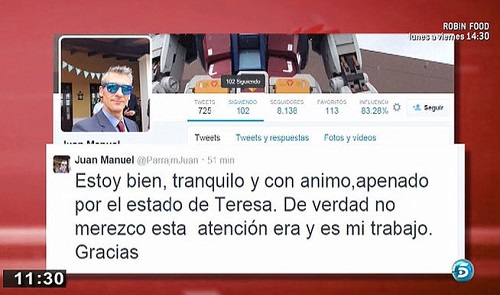 ROBIN FOOD
lunes a viernes 14:30
102 Siguiendo
TWEETS SIGUIENDO SEGUIDORES FAVORITOS INFLUENCIA
725 102 8.138 113 83.28%
Seguir
Tweets Tweets y respuestas Fotos y vídeos
Juan Manuel
Juan Manuel @ParrajmJuan · 51 min
Estoy bien, tranquilo y con animo,apenado
por el estado de Teresa. De verdad no
merezco esta atención era y es mi trabajo.
Gracias
11:30